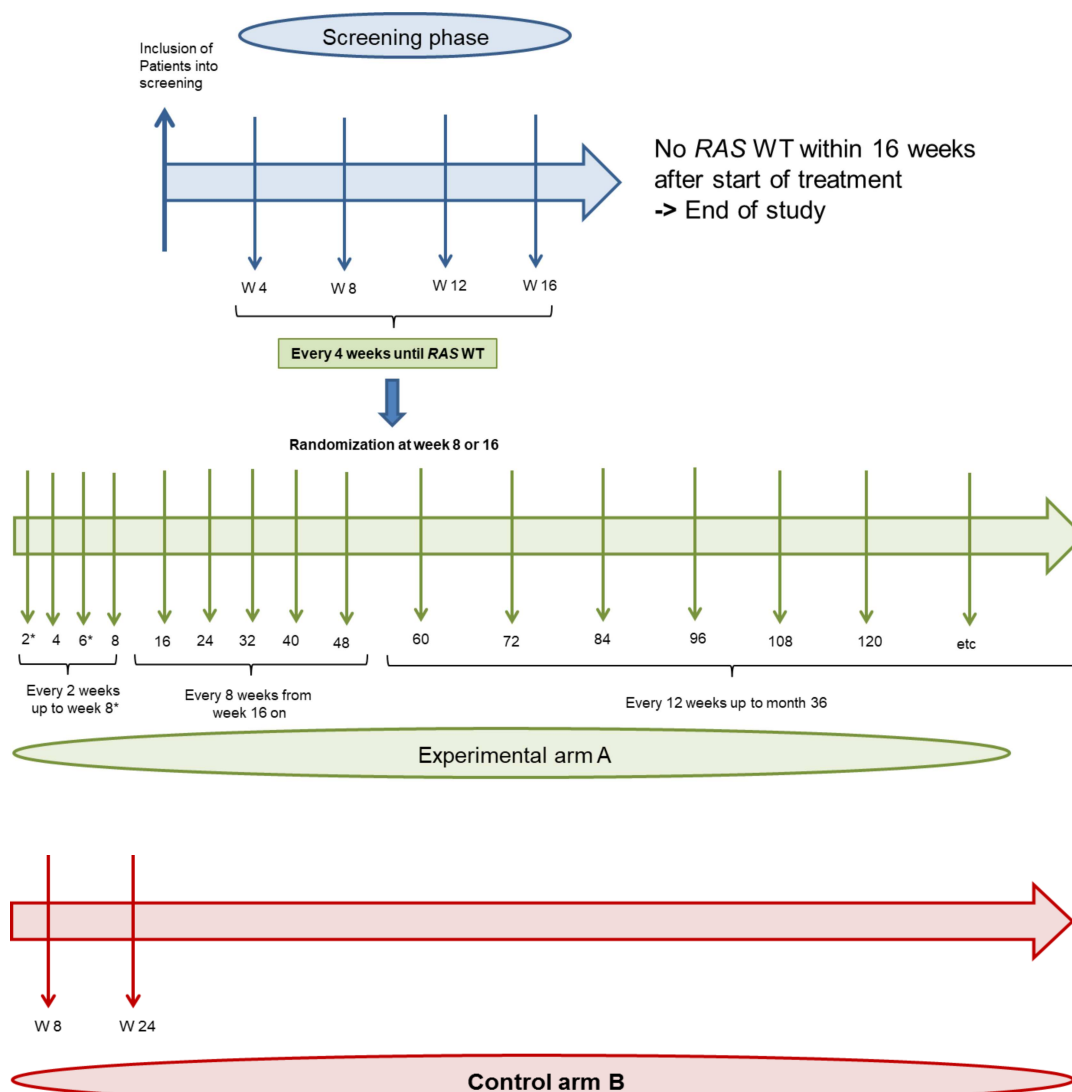 Screening phase
Inclusion of
Patients into
screening
No RAS WT within 16 weeks
after start of treatment
-> End of study
W 4
W 8
W 12
W 16
Every 4 weeks until RAS WT
Randomization at week 8 or 16
2*
4
6*
8
16
24
32
40
48
60
72
84
96
108
120
etc
Every 2 weeks
up to week 8*
Every 8 weeks from
week 16 on
Every 12 weeks up to month 36
Experimental arm A
W 8
W 24
Control arm B